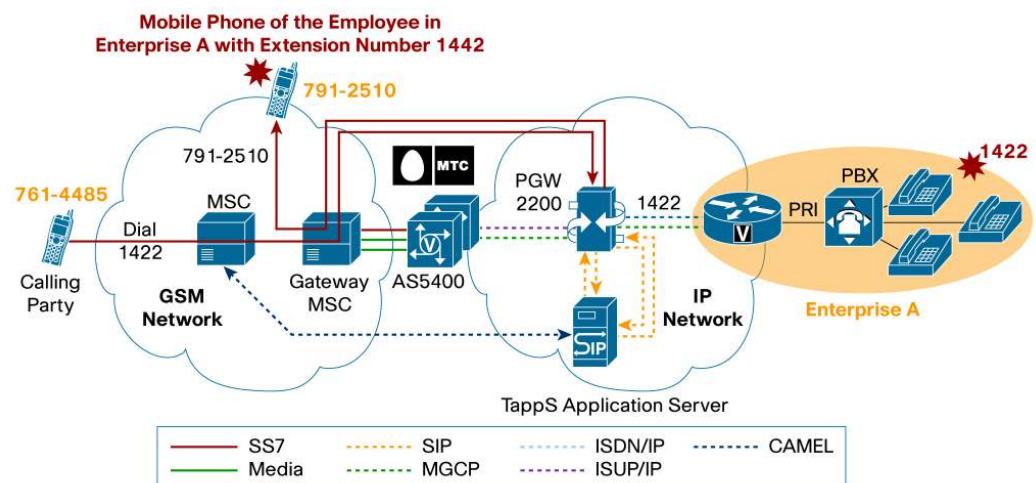 Mobile Phone of the Employee in
Enterprise A with Extension Number 1442
791-2510
791-2510
MTC
PGW
2200
1422
1422
PBX
PRI
V
761-4485
MSC
Dial
1422
V
Calling
Party
GSM
Network
Gateway
MSC
AS5400
IP
Network
Enterprise A
SIP
TappS Application Server
SS7
SIP
ISDN/IP
CAMEL
Media
MGCP
ISUP/IP